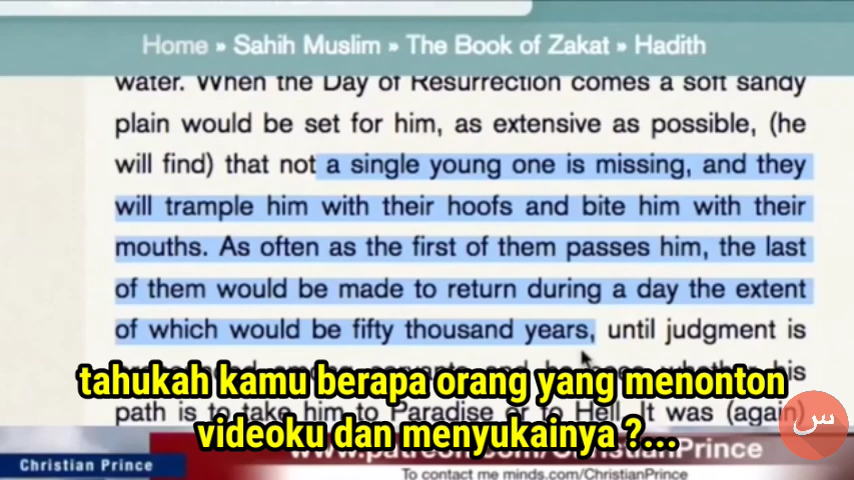 Home » Sahih Muslim » The Book of Zakat » Hadith
water. When the Day of Resurrection comes a soft sandy
plain would be set for him, as extensive as possible, (he
will find) that not a single young one is missing, and they
will trample him with their hoofs and bite him with their
mouths. As often as the first of them passes him, the last
of them would be made to return during a day the extent
of which would be fifty thousand years, until judgment is
his
tahukah kamu berapa orang yang menonton
path is to take him to Paradise or to Hell. It was (again)
videoku dan menyukainya ?...
www.patreon.com/ChristianPrince
Christian Prince
To contact me minds.com/ChristianPrince
س